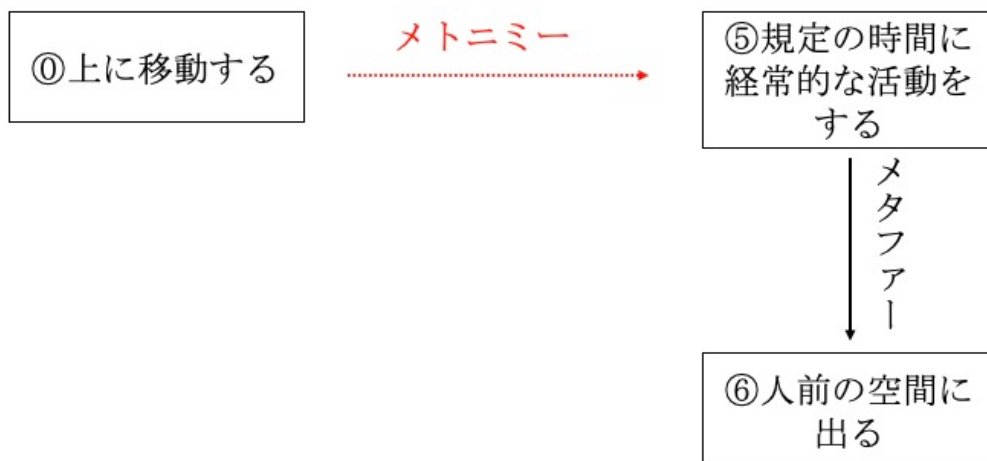 ⓪上に移動する
メトニミー
⑤規定の時間に
経常的な活動を
する
メタファー
⑥人前の空間に
出る